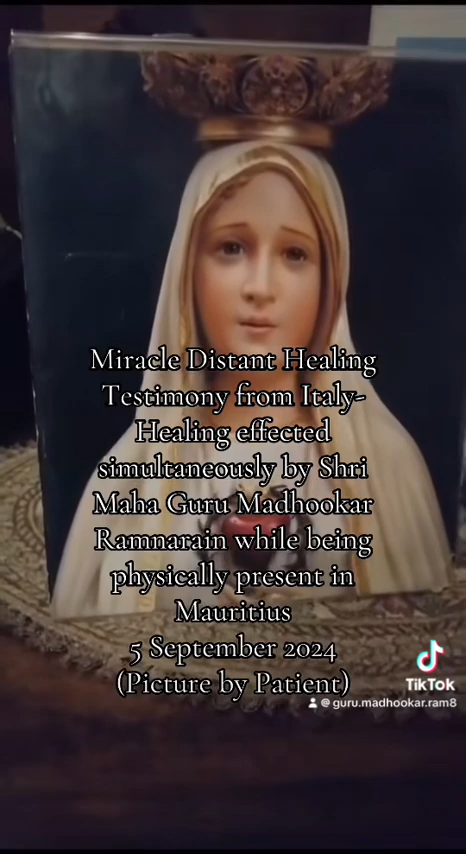 Miracle Distant Healing
Testimony from Italy-
Healing effected
simultaneously by Shri
Maha Guru Madhookar
Ramnarain while being
physically present in
Mauritius
5 September 2024
(Picture by Patient)
TikTok
@ guru.madhookar.ram8